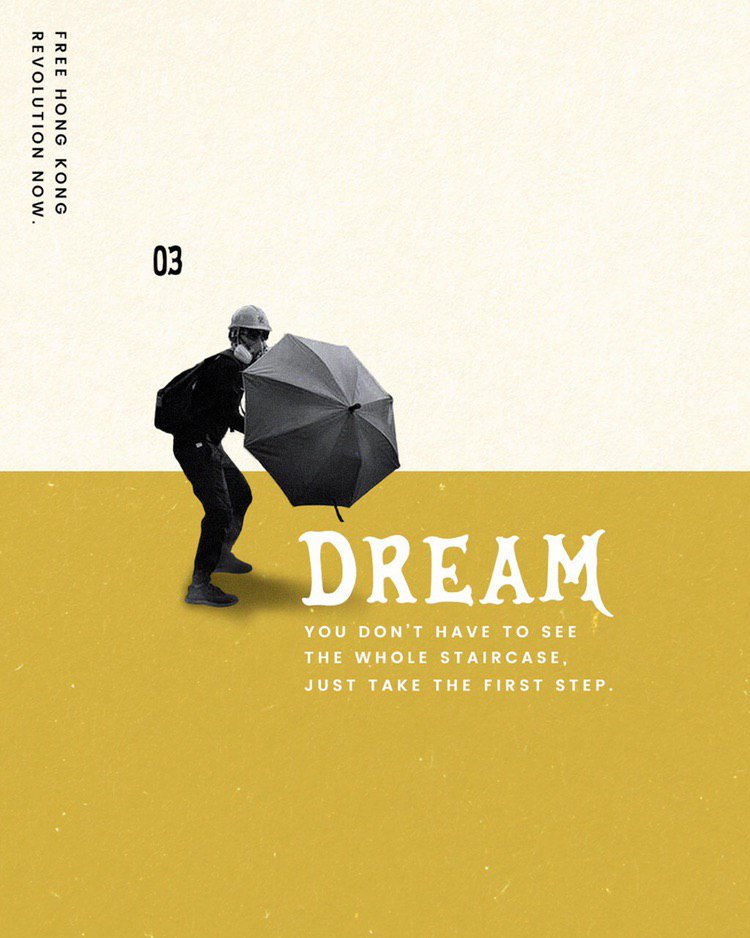 FREE HONG KONG
REVOLUTION NOW.
03
DREAM
YOU DON'T HAVE TO SEE
THE WHOLE STAIRCASE,
JUST TAKE THE FIRST STEP.